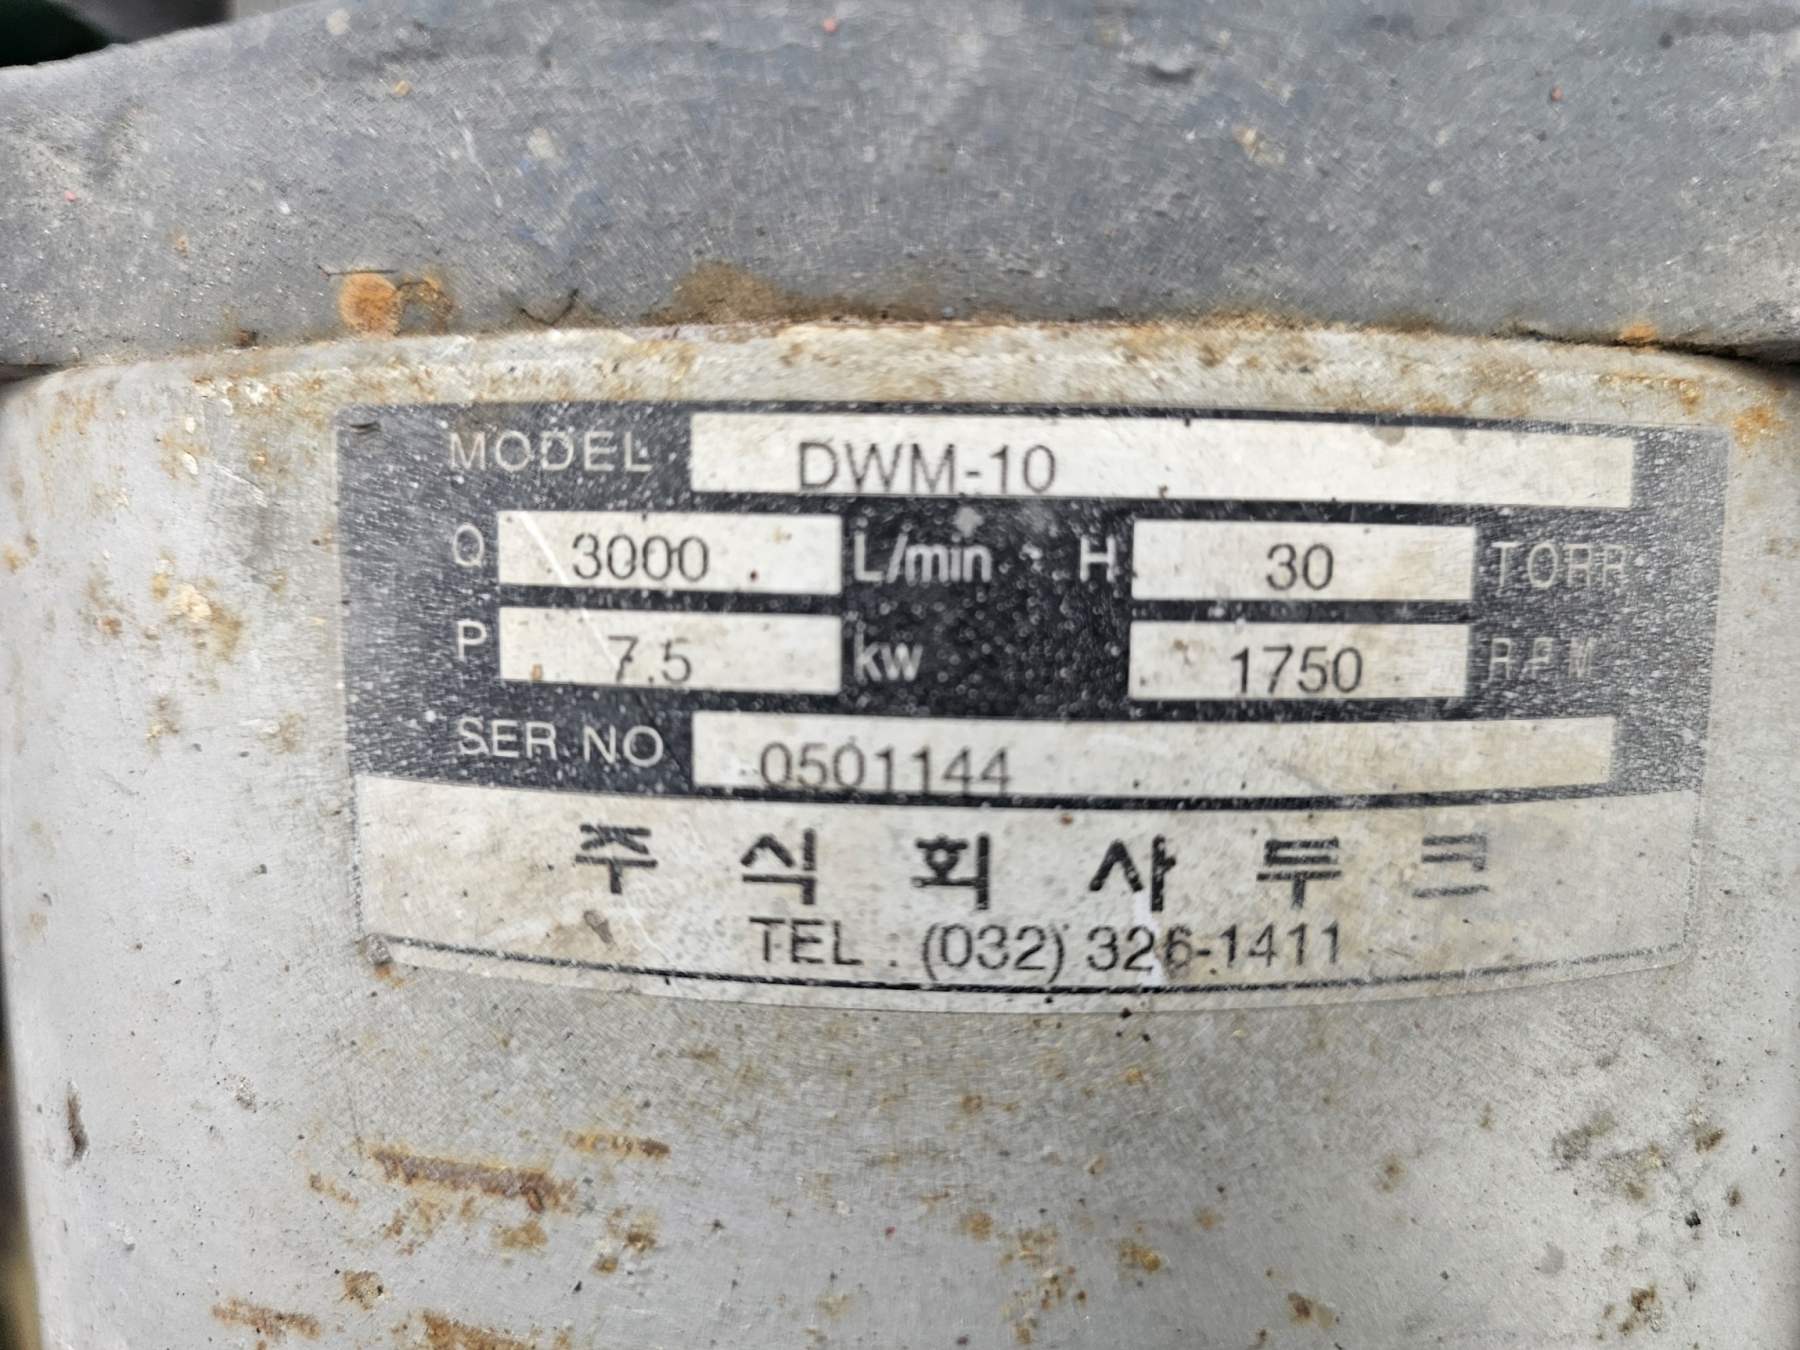 MODEL DWM-10
Q 3000 L/min H 30 TORR
P 7.5 kw 1750 RPM
SER.NO 0501144
주식회사두크
TEL : (032) 326-1411